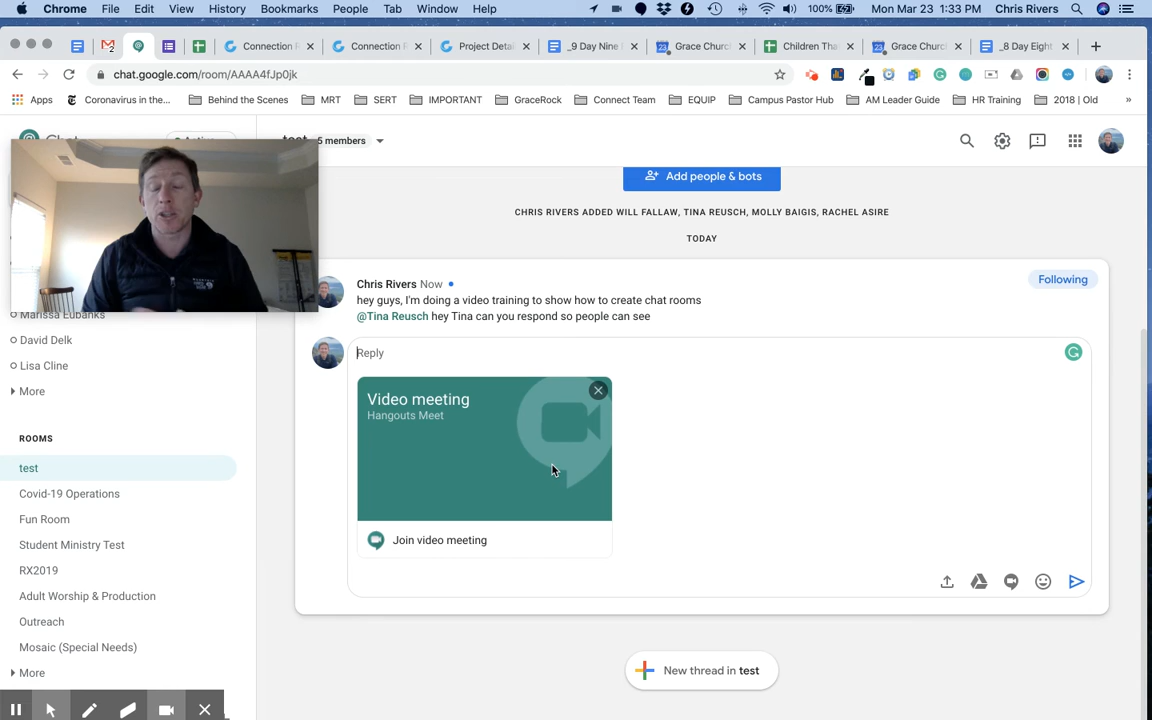 Chrome File Edit View History Bookmarks People Tab Window Help 100% Mon Mar 23 1:33 PM Chris Rivers
2 Connection Connection F Project Deta _9 Day Nine Grace Churc Children Tha Grace Churc _8 Day Eight
chat.google.com/room/AAAA4fJp0jk
Apps Coronavirus in the... Behind the Scenes MRT SERT IMPORTANT GraceRock Connect Team EQUIP Campus Pastor Hub AM Leader Guide HR Training 2018 | Old »
5 members
Add people & bots
CHRIS RIVERS ADDED WILL FALLAW, TINA REUSCH, MOLLY BAIGIS, RACHEL ASIRE
TODAY
Following
Chris Rivers Now
hey guys, I'm doing a video training to show how to create chat rooms
@Tina Reusch hey Tina can you respond so people can see
Reply
Video meeting
Hangouts Meet
Join video meeting
New thread in test
Marissa Eubanks
David Delk
Lisa Cline
More
ROOMS
test
Covid-19 Operations
Fun Room
Student Ministry Test
RX2019
Adult Worship & Production
Outreach
Mosaic (Special Needs)
More